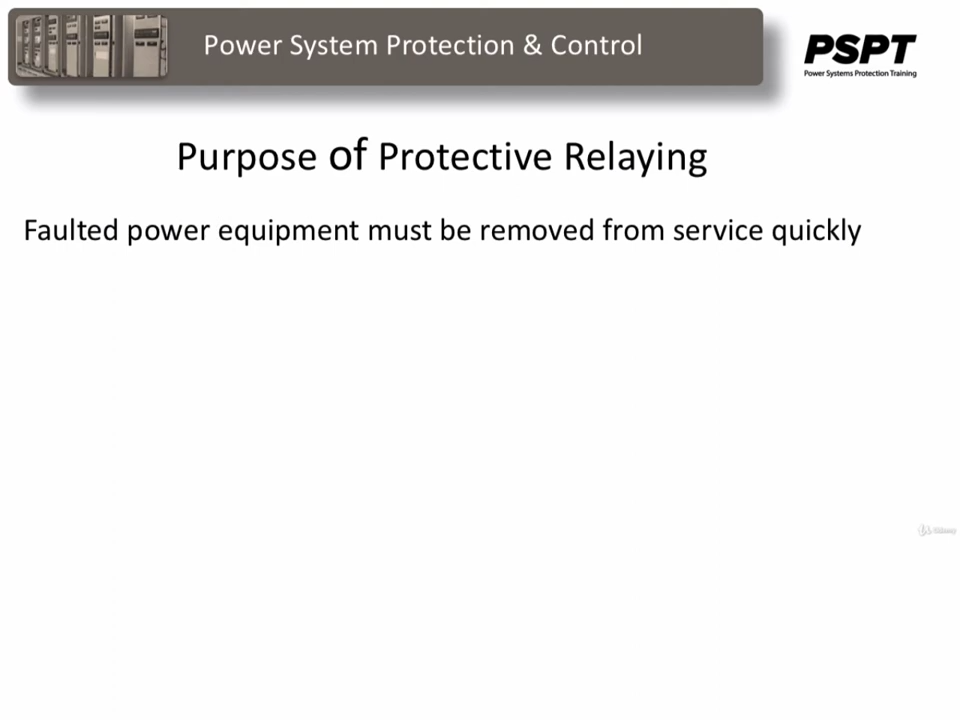 Power System Protection & Control
PSPT
Power Systems Protection Training
Purpose of Protective Relaying
Faulted power equipment must be removed from service quickly
Udemy